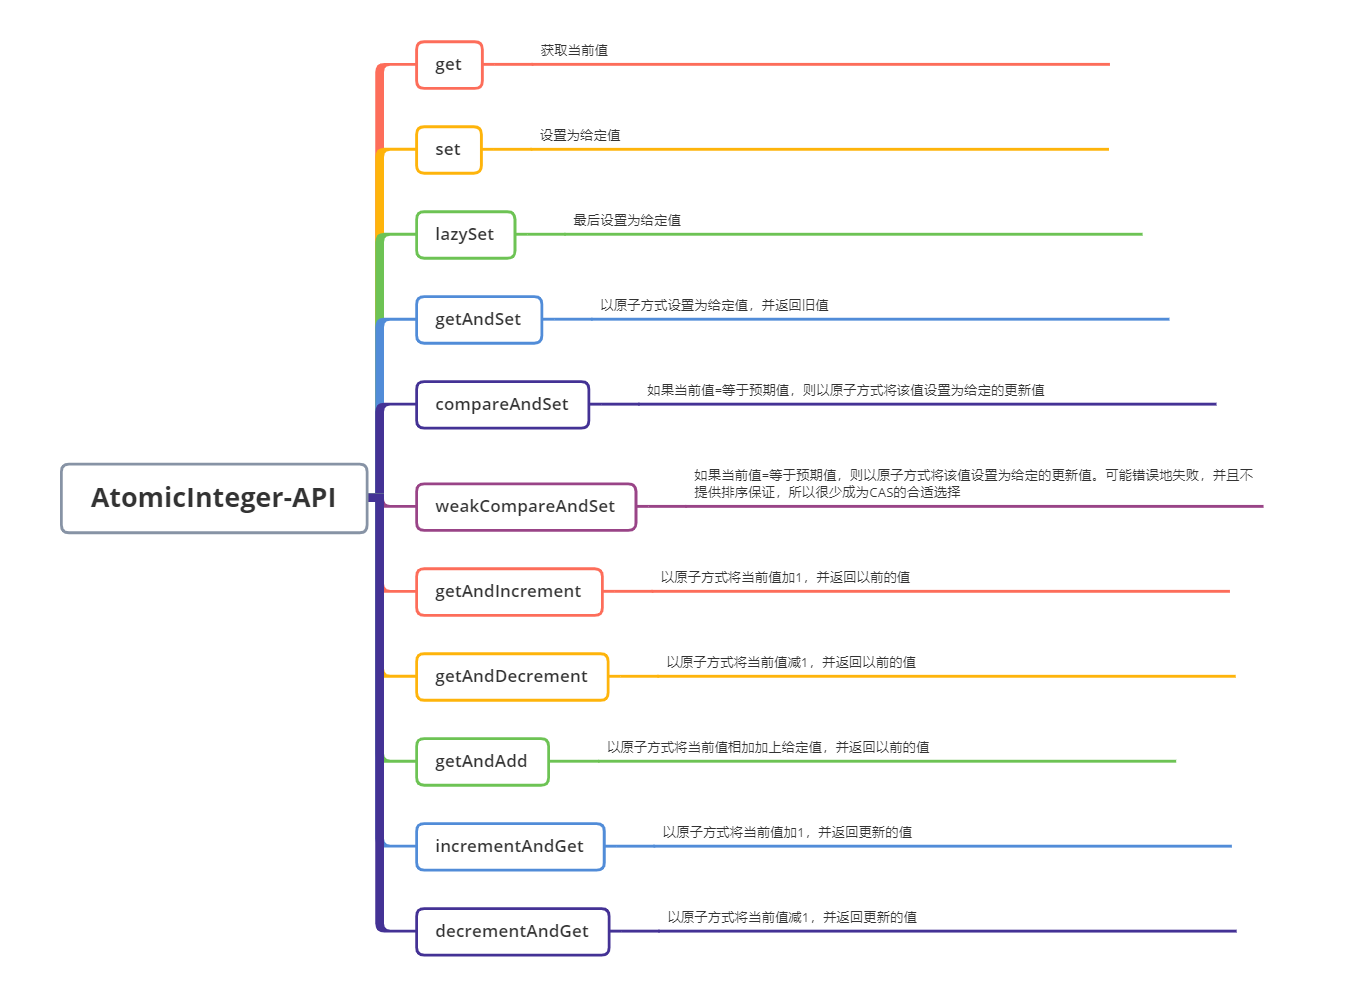 get
获取当前值
set
设置为给定值
lazySet
最后设置为给定值
getAndSet
以原子方式设置为给定值，并返回旧值
compareAndSet
如果当前值=等于预期值，则以原子方式将该值设置为给定的更新值
AtomicInteger-API
weakCompareAndSet
如果当前值=等于预期值，则以原子方式将该值设置为给定的更新值。可能错误地失败，并且不
提供排序保证，所以很少成为CAS的合适选择
getAndIncrement
以原子方式将当前值加1，并返回以前的值
getAndDecrement
以原子方式将当前值减1，并返回以前的值
getAndAdd
以原子方式将当前值相加加上给定值，并返回以前的值
incrementAndGet
以原子方式将当前值加1，并返回更新的值
decrementAndGet
以原子方式将当前值减1，并返回更新的值